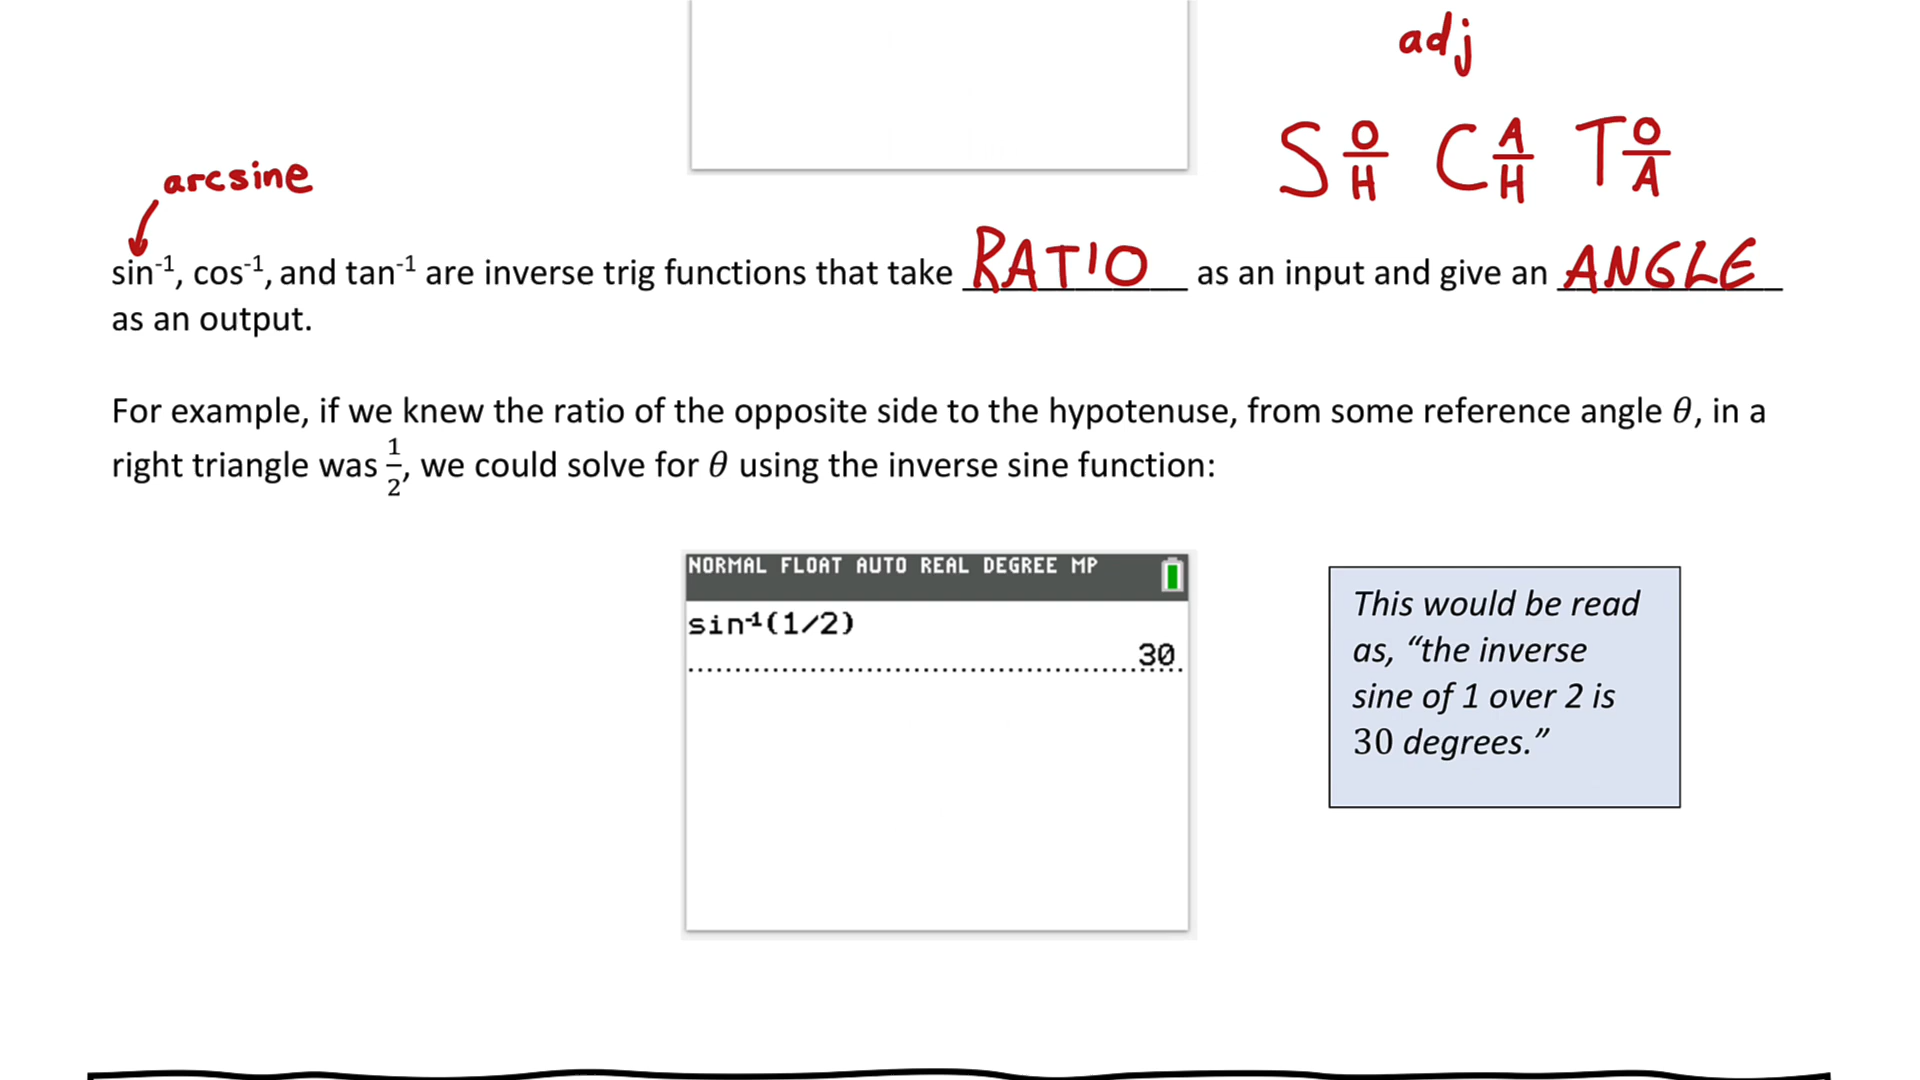 adj
S O/H C A/H T O/A
arcsine
sin⁻¹, cos⁻¹, and tan⁻¹ are inverse trig functions that take RATIO as an input and give an ANGLE
as an output.
For example, if we knew the ratio of the opposite side to the hypotenuse, from some reference angle θ, in a
right triangle was 1/2, we could solve for θ using the inverse sine function:
NORMAL FLOAT AUTO REAL DEGREE MP
sin⁻¹(1/2)
30
This would be read
as, “the inverse
sine of 1 over 2 is
30 degrees.”